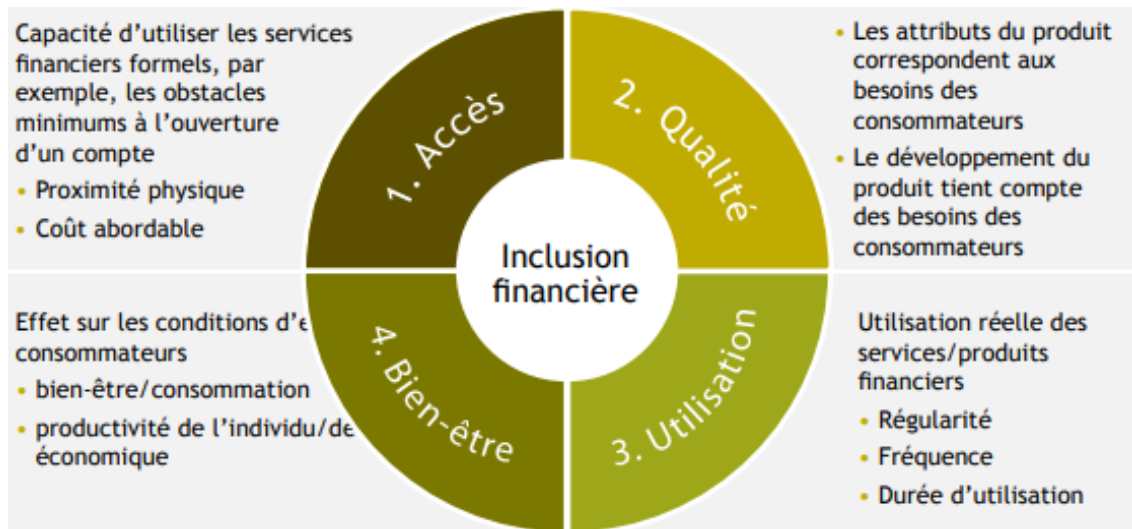 Capacité d’utiliser les services
financiers formels, par
exemple, les obstacles
minimums à l’ouverture
d’un compte
• Proximité physique
• Coût abordable
1. Accès
2. Qualité
• Les attributs du produit
correspondent aux
besoins des
consommateurs
• Le développement du
produit tient compte
des besoins des
consommateurs
Inclusion
financière
Effet sur les conditions
consommateurs
• bien-être/consommation
• productivité de l’individu/
économique
4. Bien-être
3. Utilisation
Utilisation réelle des
services/produits
financiers
• Régularité
• Fréquence
• Durée d’utilisation